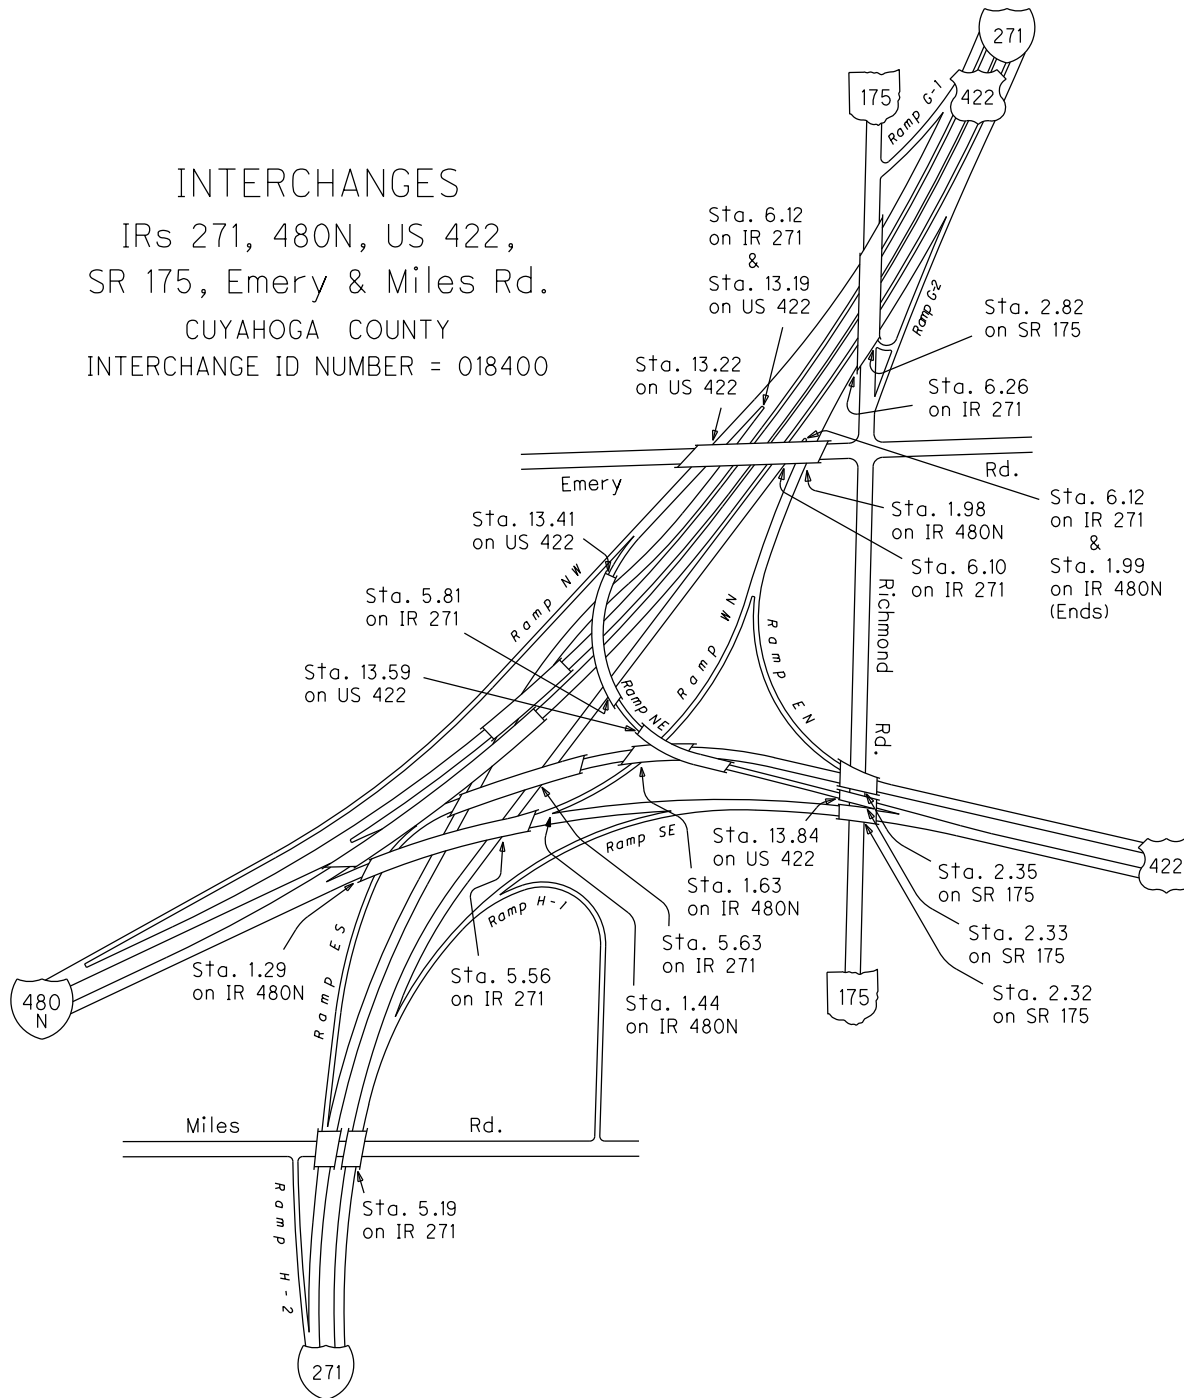 271
175
422
Ramp G-1
INTERCHANGES
IRs 271, 480N, US 422,
SR 175, Emery & Miles Rd.
CUYAHOGA COUNTY
INTERCHANGE ID NUMBER = 018400
Sta. 6.12
on IR 271
&
Sta. 13.19
on US 422
Ramp G-2
Sta. 2.82
on SR 175
Sta. 13.22
on US 422
Sta. 6.26
on IR 271
Emery
Rd.
Sta. 13.41
on US 422
Sta. 1.98
on IR 480N
Sta. 6.12
on IR 271
&
Sta. 1.99
on IR 480N
(Ends)
Sta. 6.10
on IR 271
Ramp NW
Sta. 5.81
on IR 271
Ramp WN
Ramp EN
Richmond
Rd.
Sta. 13.59
on US 422
Ramp NE
Ramp SE
Sta. 13.84
on US 422
422
Sta. 2.35
on SR 175
Sta. 1.63
on IR 480N
Ramp H-1
Sta. 2.33
on SR 175
Sta. 5.63
on IR 271
Ramp ES
Sta. 1.29
on IR 480N
Sta. 5.56
on IR 271
Sta. 1.44
on IR 480N
175
Sta. 2.32
on SR 175
480
N
Miles
Rd.
Ramp H-2
Sta. 5.19
on IR 271
271